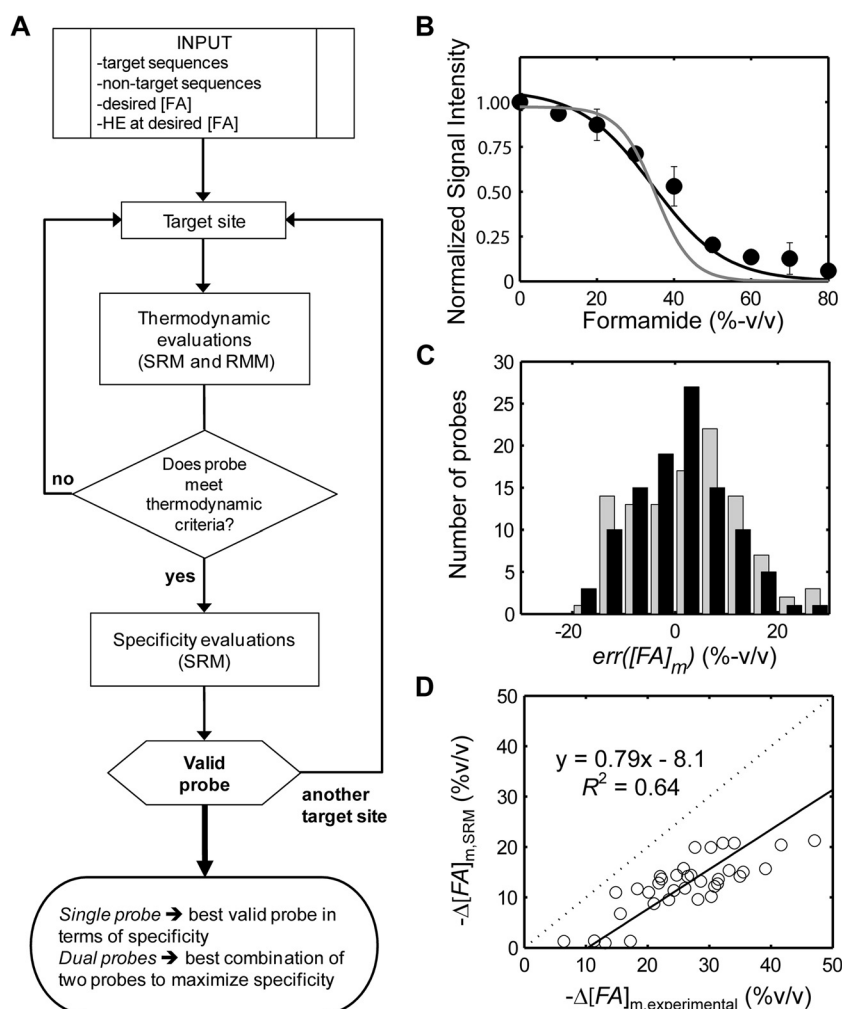 A
INPUT
-target sequences
-non-target sequences
-desired [FA]
-HE at desired [FA]
Target site
Thermodynamic
evaluations
(SRM and RMM)
Does probe
meet
thermodynamic
criteria?
no
yes
Specificity evaluations
(SRM)
Valid
probe
another
target site
Single probe ➔ best valid probe in
terms of specificity
Dual probes ➔ best combination of
two probes to maximize specificity
B
Normalized Signal Intensity
1.00
0.75
0.50
0.25
0
0 20 40 60 80
Formamide (%-v/v)
C
Number of probes
30
25
20
15
10
5
0
-20 0 20
err([FA]m) (%-v/v)
D
-Δ[FA]m,SRM (%v/v)
50
40
30
20
10
0
y = 0.79x - 8.1
R² = 0.64
0 10 20 30 40 50
-Δ[FA]m,experimental (%v/v)